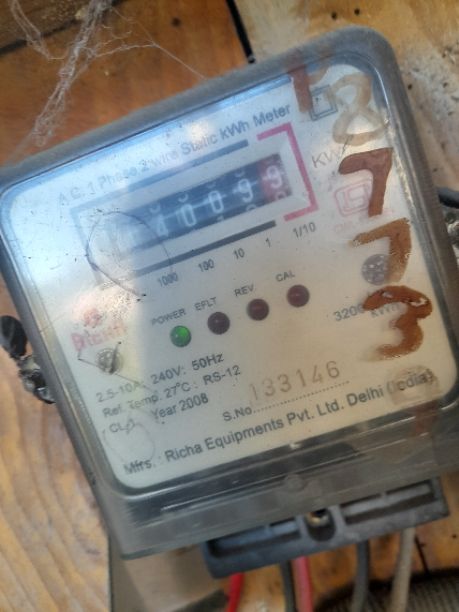 A.C. 1 Phase 2 wire Static kWh Meter
KW
1000 100 10 1 1/10
POWER EFLT REV CAL
3200
2.5-10A: 240V: 50Hz
Ref. Temp. 27°C: RS-12
Year 2008
S.No. 133146
Mfrs.: Richa Equipments Pvt. Ltd. Delhi (India)
8
7
7
3